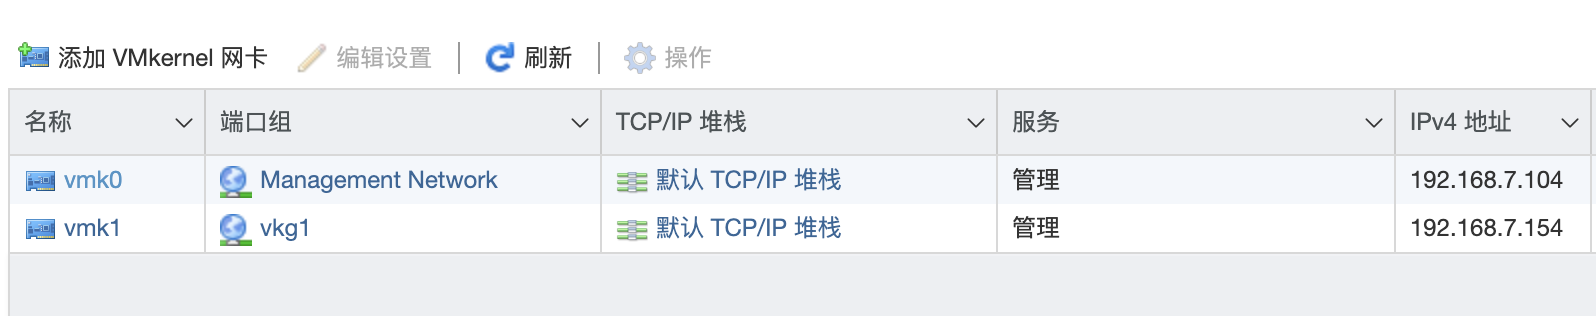 添加 VMkernel 网卡 编辑设置 刷新 操作
名称 端口组 TCP/IP 堆栈 服务 IPv4 地址
vmk0 Management Network 默认 TCP/IP 堆栈 管理 192.168.7.104
vmk1 vkg1 默认 TCP/IP 堆栈 管理 192.168.7.154